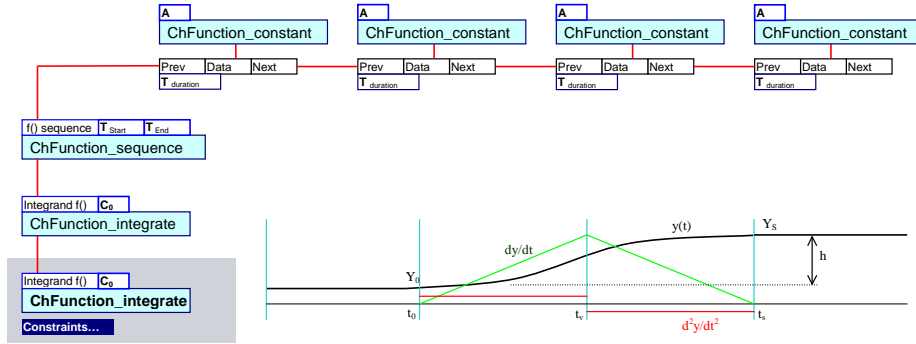 A A A A
ChFunction_constant ChFunction_constant ChFunction_constant ChFunction_constant
Prev Data Next Prev Data Next Prev Data Next Prev Data Next
T duration T duration T duration T duration
f() sequence T Start T End
ChFunction_sequence
Integrand f() C₀
ChFunction_integrate
Integrand f() C₀
ChFunction_integrate
Constraints...
dy/dt y(t) Yₛ
h
Y₀
t₀ tᵥ tₛ
d²y/dt²